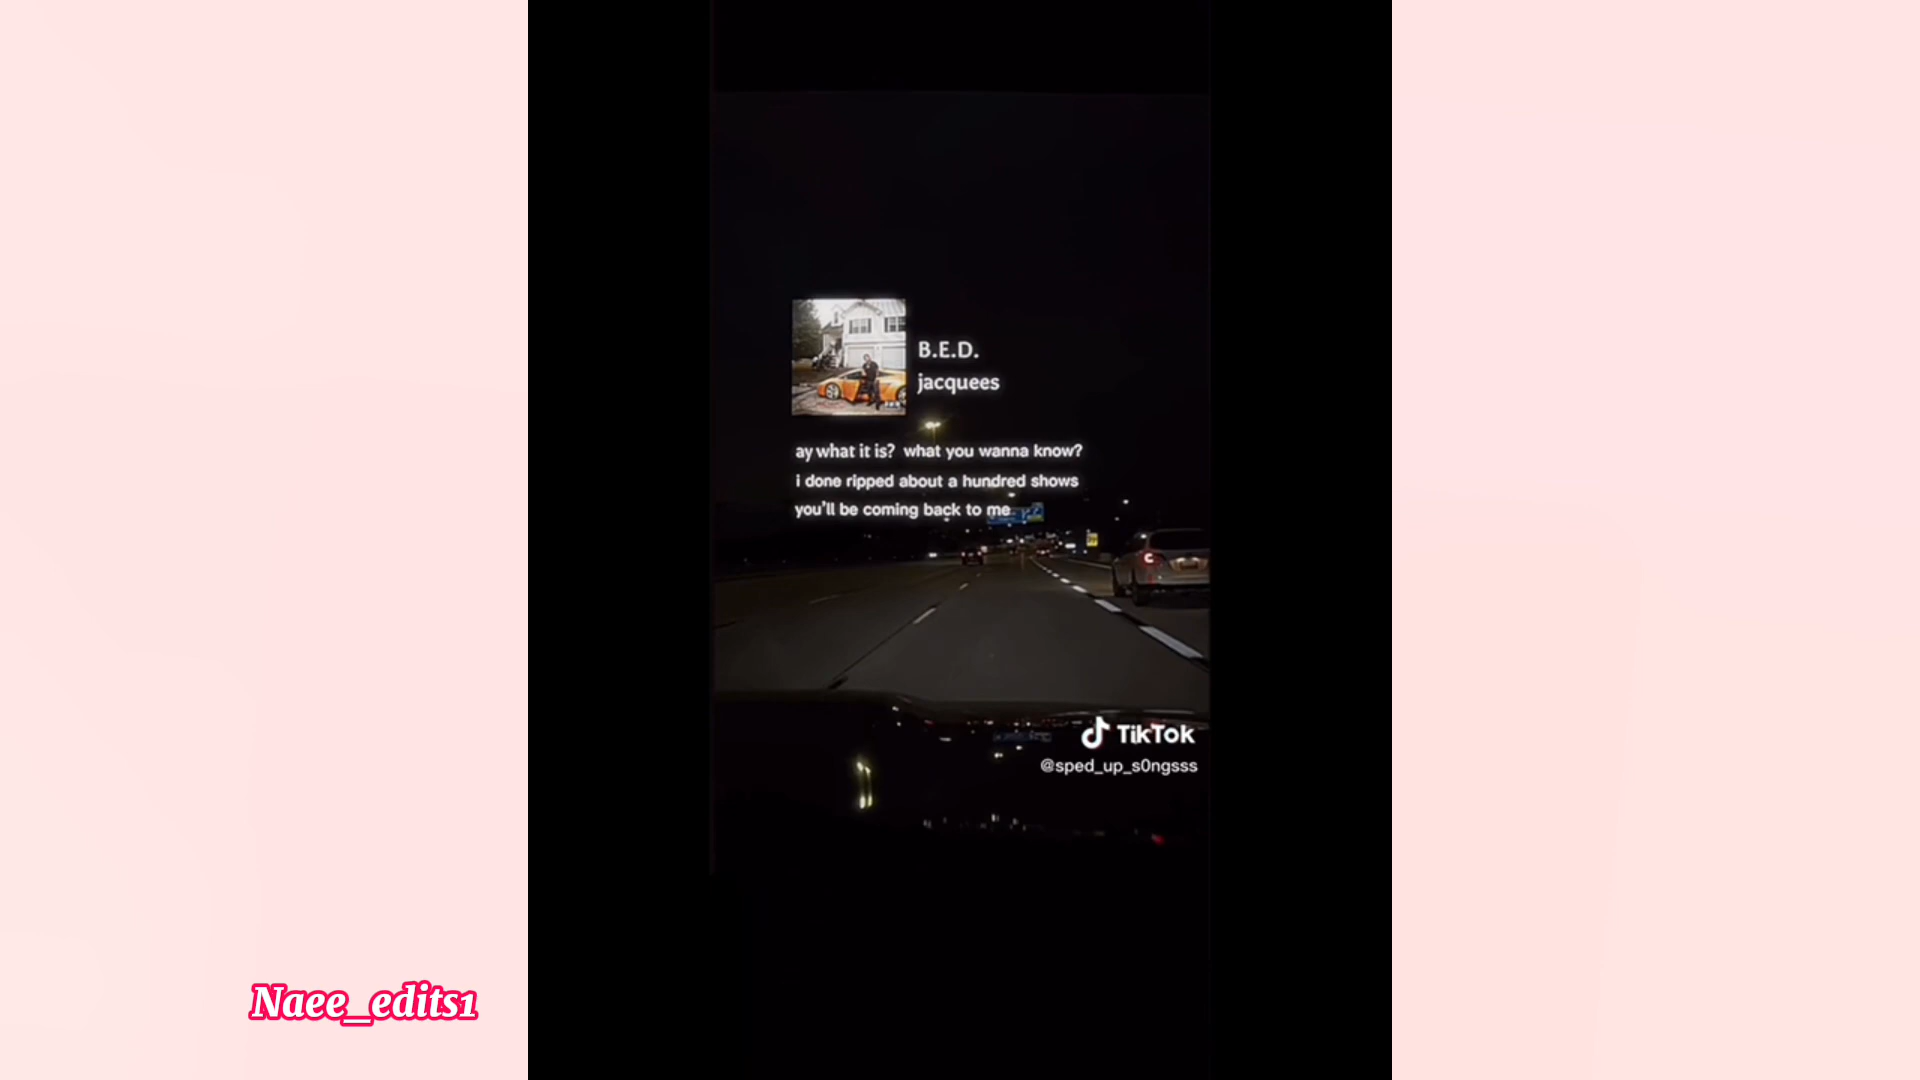 B.E.D.
jacquees
ay what it is? what you wanna know?
i done ripped about a hundred shows
you'll be coming back to me
TikTok
@sped_up_s0ngsss
Naee_edits1